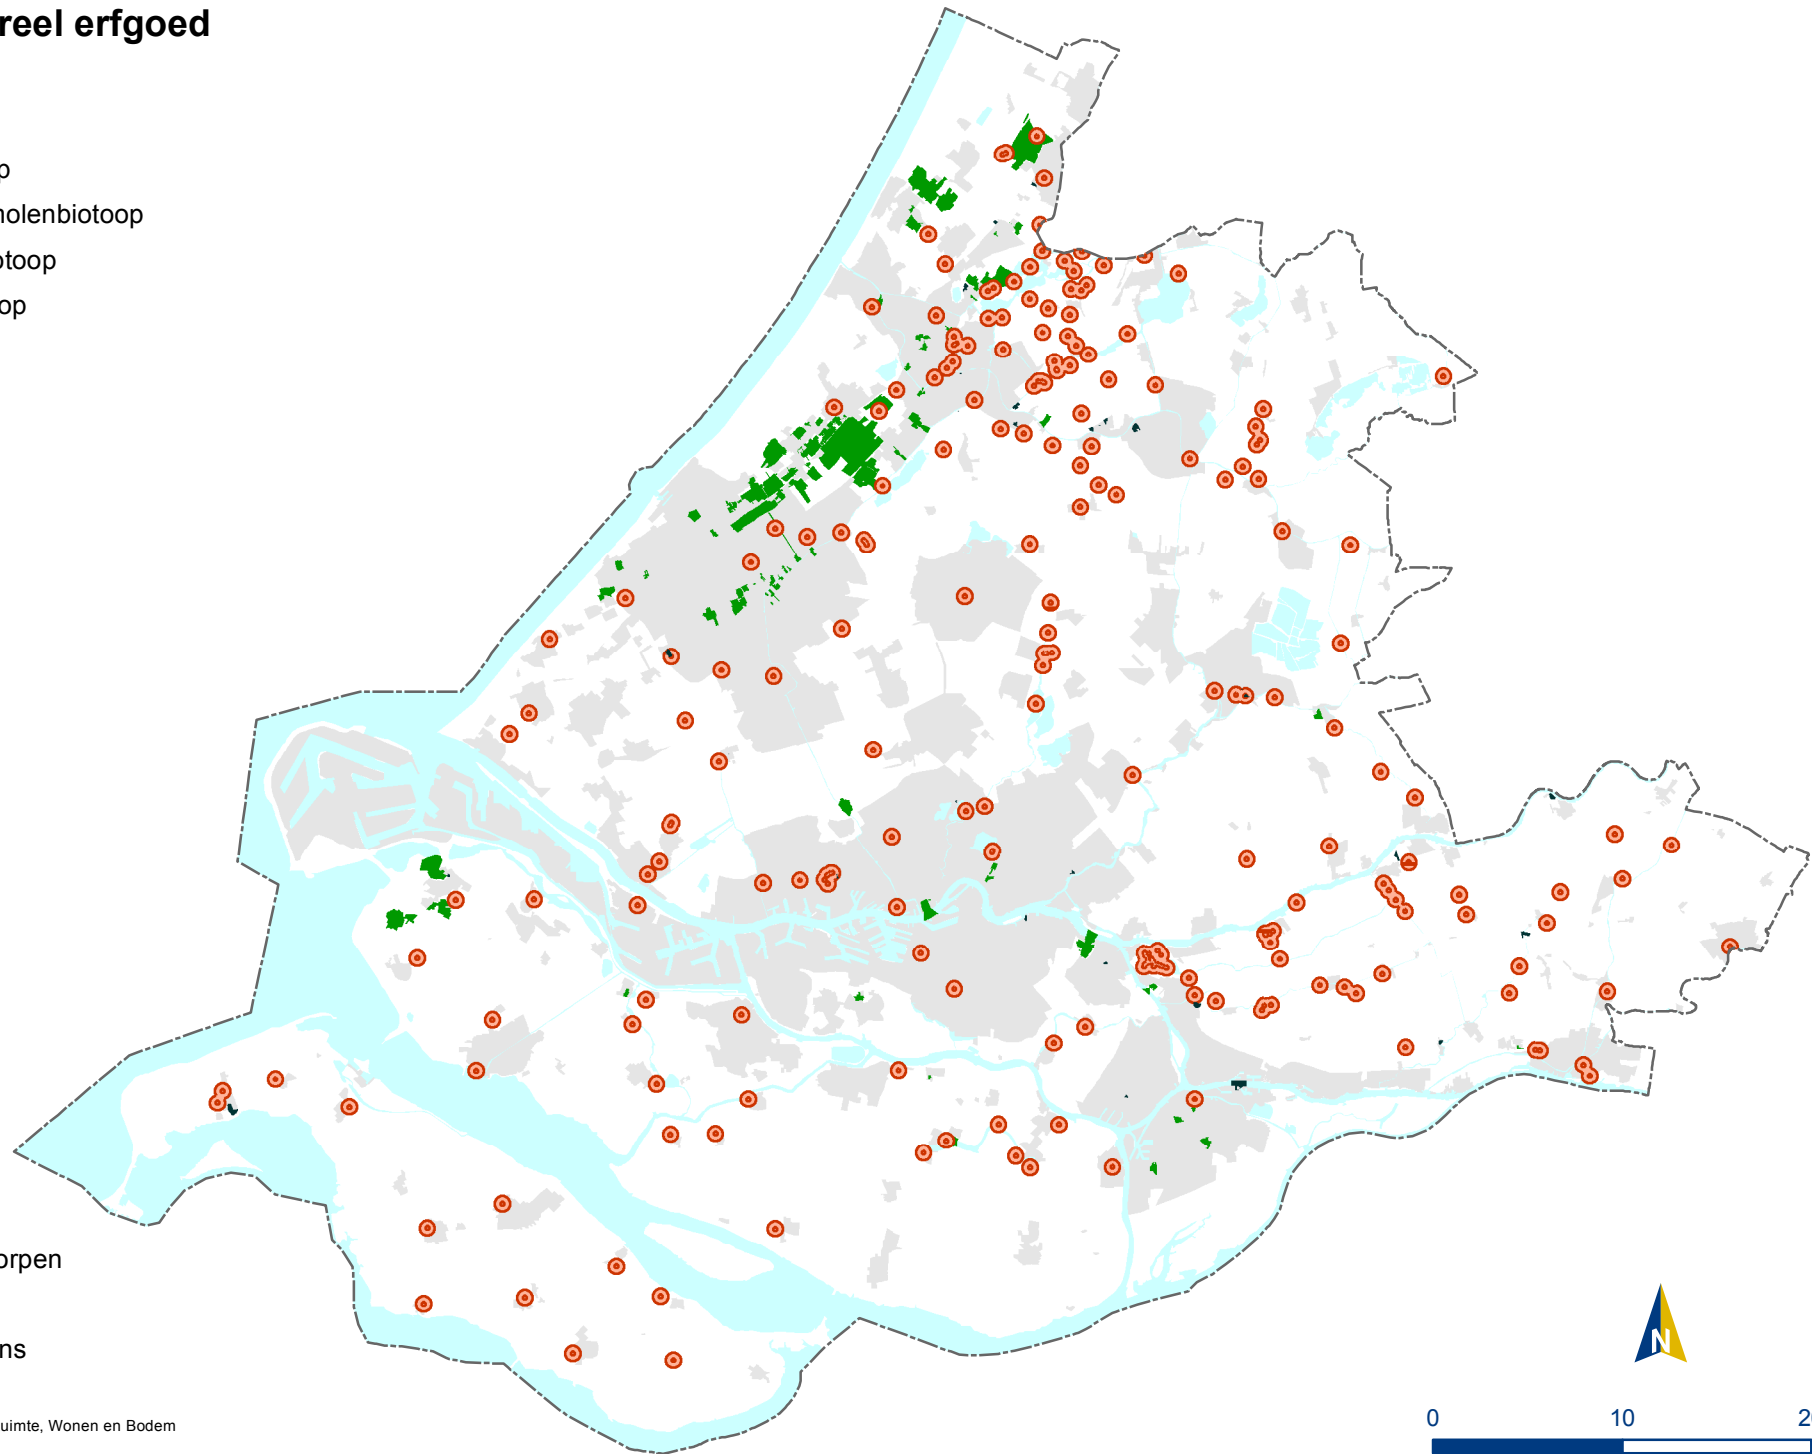 reel erfgoed
p
nolenbiotoop
otoop
op
orpen
ns
uimte, Wonen en Bodem
N
0 10 2